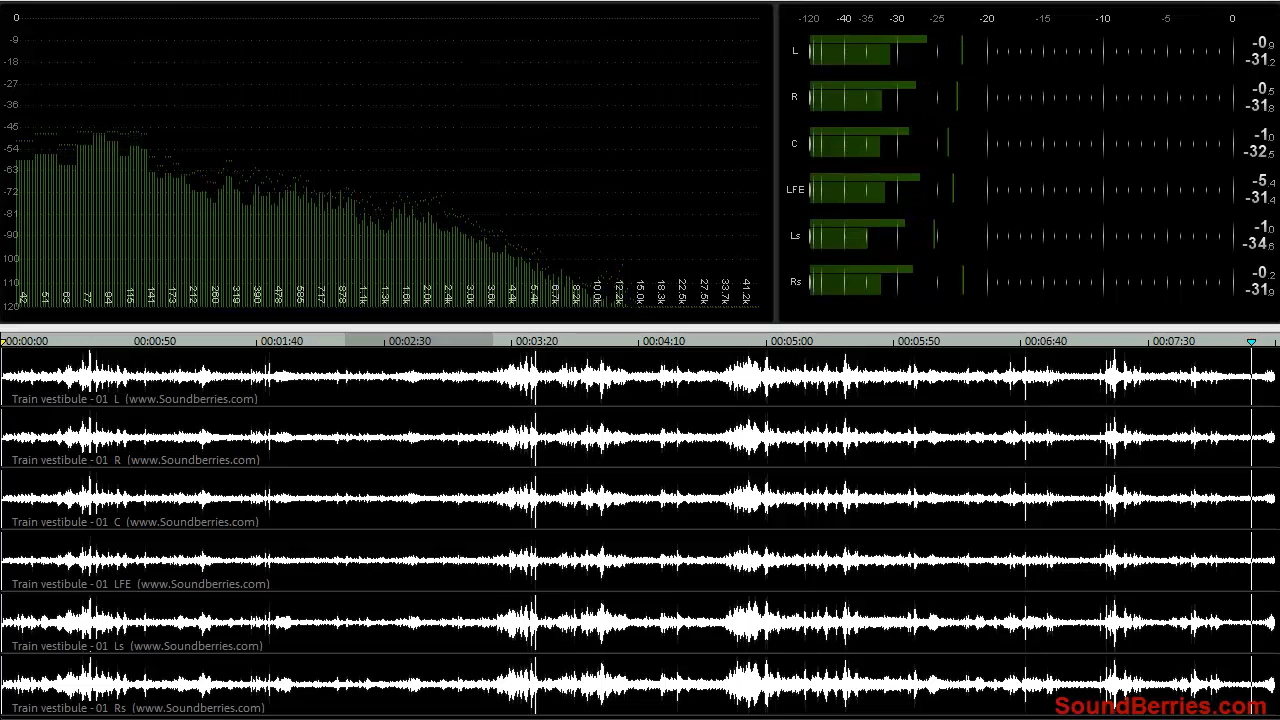 0
-9
-18
-27
-36
-45
-54
-63
-72
-81
-90
100
110
120
42 51 63 77 94 115 141 173 212 260 319 390 478 585 717 878 1.1k 1.3k 1.6k 2.0k 2.4k 3.0k 3.6k 4.4k 5.4k 6.7k 8.2k 10.0k 12.2k 15.0k 18.3k 22.5k 27.5k 33.7k 41.2k
-120 -40 -35 -30 -25 -20 -15 -10 -5 0
L -0.9
-31.2
R -0.5
-31.8
C -1.0
-32.5
LFE -5.4
-31.4
Ls -1.0
-34.8
Rs -0.2
-31.9
00:00:00 00:00:50 00:01:40 00:02:30 00:03:20 00:04:10 00:05:00 00:05:50 00:06:40 00:07:30
Train vestibule - 01 L (www.Soundberries.com)
Train vestibule - 01 R (www.Soundberries.com)
Train vestibule - 01 C (www.Soundberries.com)
Train vestibule - 01 LFE (www.Soundberries.com)
Train vestibule - 01 Ls (www.Soundberries.com)
Train vestibule - 01 Rs (www.Soundberries.com)
SoundBerries.com